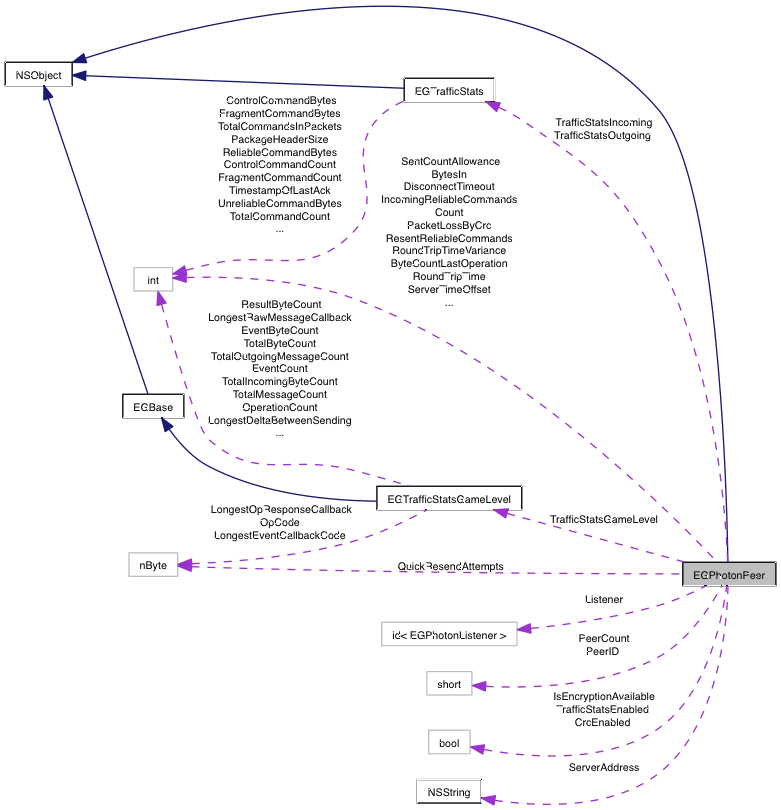 NSObject
EGTrafficStats
ControlCommandBytes
FragmentCommandBytes
TotalCommandsInPackets
PackageHeaderSize
ReliableCommandBytes
ControlCommandCount
FragmentCommandCount
TimestampOfLastAck
UnreliableCommandBytes
TotalCommandCount
...
TrafficStatsIncoming
TrafficStatsOutgoing
SentCountAllowance
BytesIn
DisconnectTimeout
IncomingReliableCommands
Count
PacketLossByCrc
ResentReliableCommands
RoundTripTimeVariance
ByteCountLastOperation
RoundTripTime
ServerTimeOffset
...
int
ResultByteCount
LongestRawMessageCallback
EventByteCount
TotalByteCount
TotalOutgoingMessageCount
EventCount
TotalIncomingByteCount
TotalMessageCount
OperationCount
LongestDeltaBetweenSending
...
EGBase
EGTrafficStatsGameLevel
LongestOpResponseCallback
OpCode
LongestEventCallbackCode
TrafficStatsGameLevel
nByte
QuickResendAttempts
EGPhotonPeer
Listener
id< EGPhotonListener >
PeerCount
PeerID
short
IsEncryptionAvailable
TrafficStatsEnabled
CrcEnabled
bool
ServerAddress
NSString